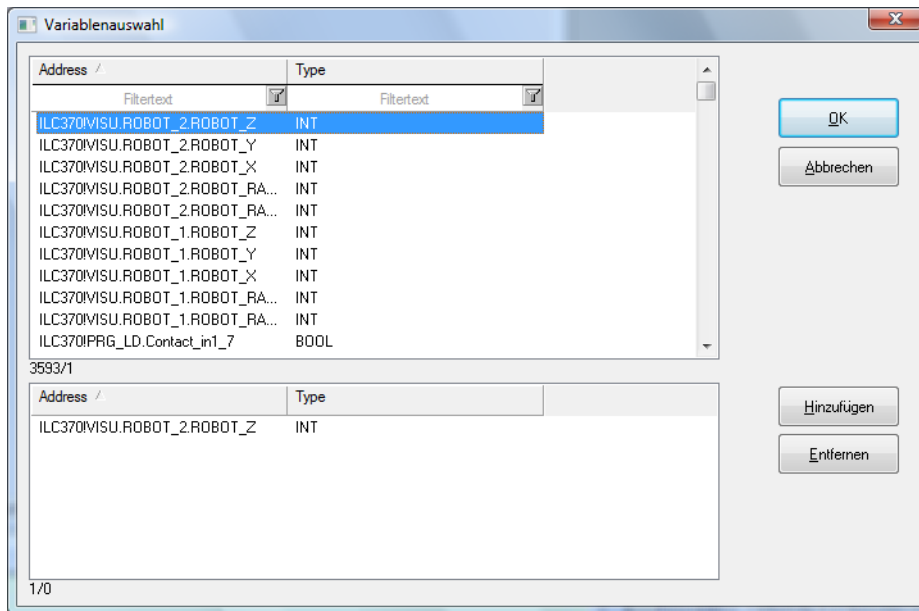 Variablenauswahl
Address Type
Filtertext Filtertext
ILC370!VISU.ROBOT_2.ROBOT_Z INT
ILC370!VISU.ROBOT_2.ROBOT_Y INT
ILC370!VISU.ROBOT_2.ROBOT_X INT
ILC370!VISU.ROBOT_2.ROBOT_RA... INT
ILC370!VISU.ROBOT_2.ROBOT_RA... INT
ILC370!VISU.ROBOT_1.ROBOT_Z INT
ILC370!VISU.ROBOT_1.ROBOT_Y INT
ILC370!VISU.ROBOT_1.ROBOT_X INT
ILC370!VISU.ROBOT_1.ROBOT_RA... INT
ILC370!VISU.ROBOT_1.ROBOT_RA... INT
ILC370!PRG_LD.Contact_in1_7 BOOL
3593/1
OK
Abbrechen
Address Type
ILC370!VISU.ROBOT_2.ROBOT_Z INT
1/0
Hinzufügen
Entfernen